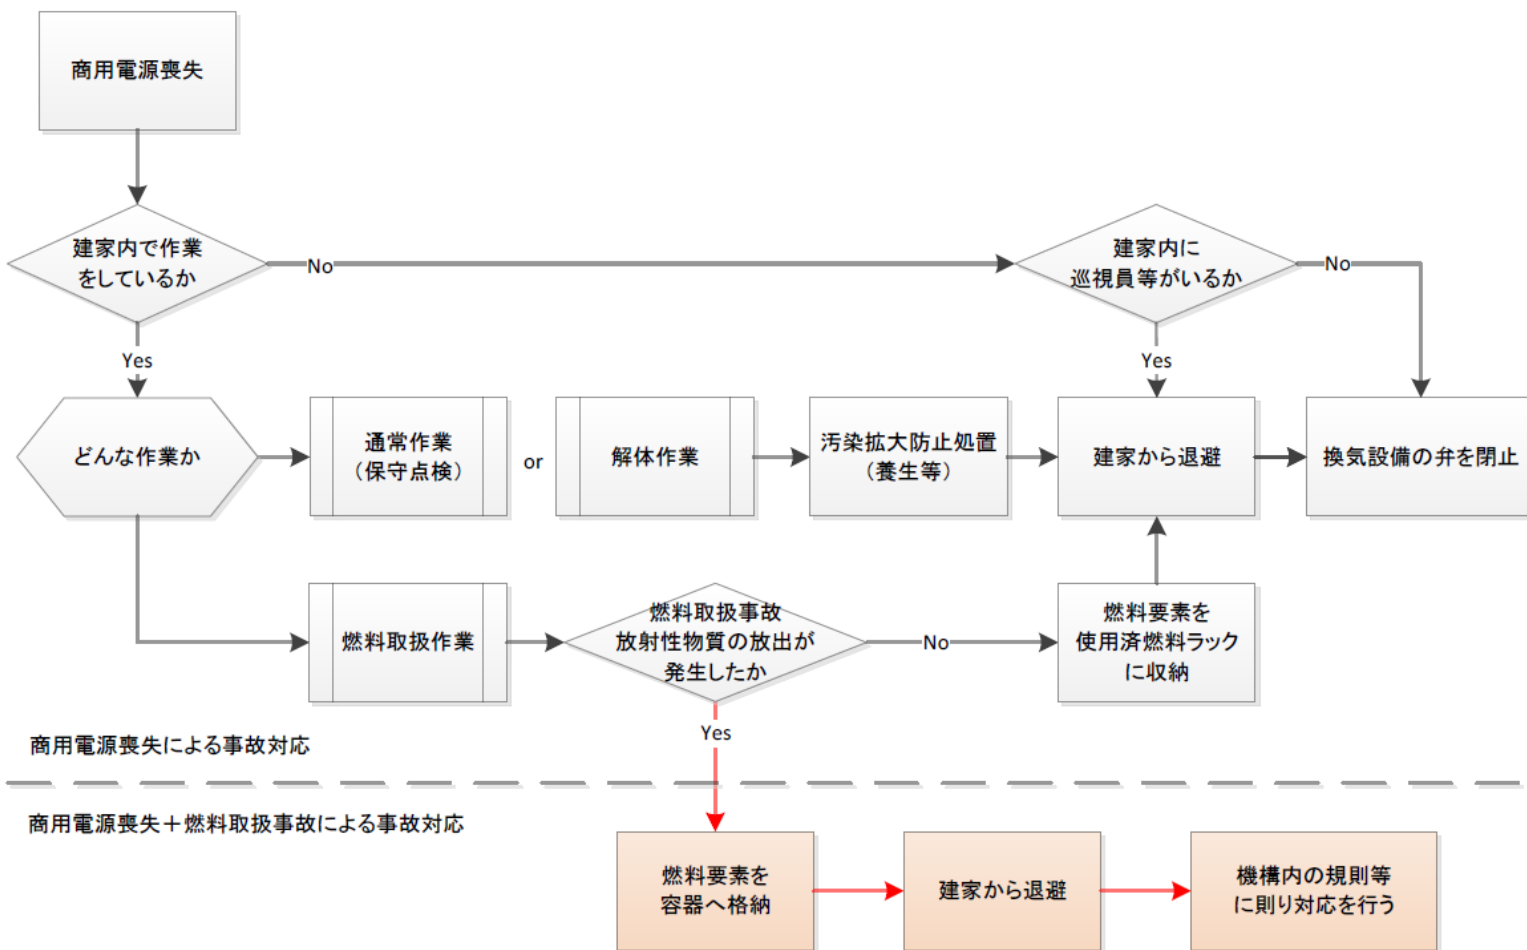 商用電源喪失
建家内で作業
をしているか
No
建家内に
巡視員等がいるか
No
Yes
Yes
どんな作業か
通常作業
（保守点検）
or
解体作業
汚染拡大防止処置
（養生等）
建家から退避
換気設備の弁を閉止
燃料取扱作業
燃料取扱事故
放射性物質の放出が
発生したか
No
燃料要素を
使用済燃料ラック
に収納
Yes
商用電源喪失による事故対応
商用電源喪失＋燃料取扱事故による事故対応
燃料要素を
容器へ格納
建家から退避
機構内の規則等
に則り対応を行う